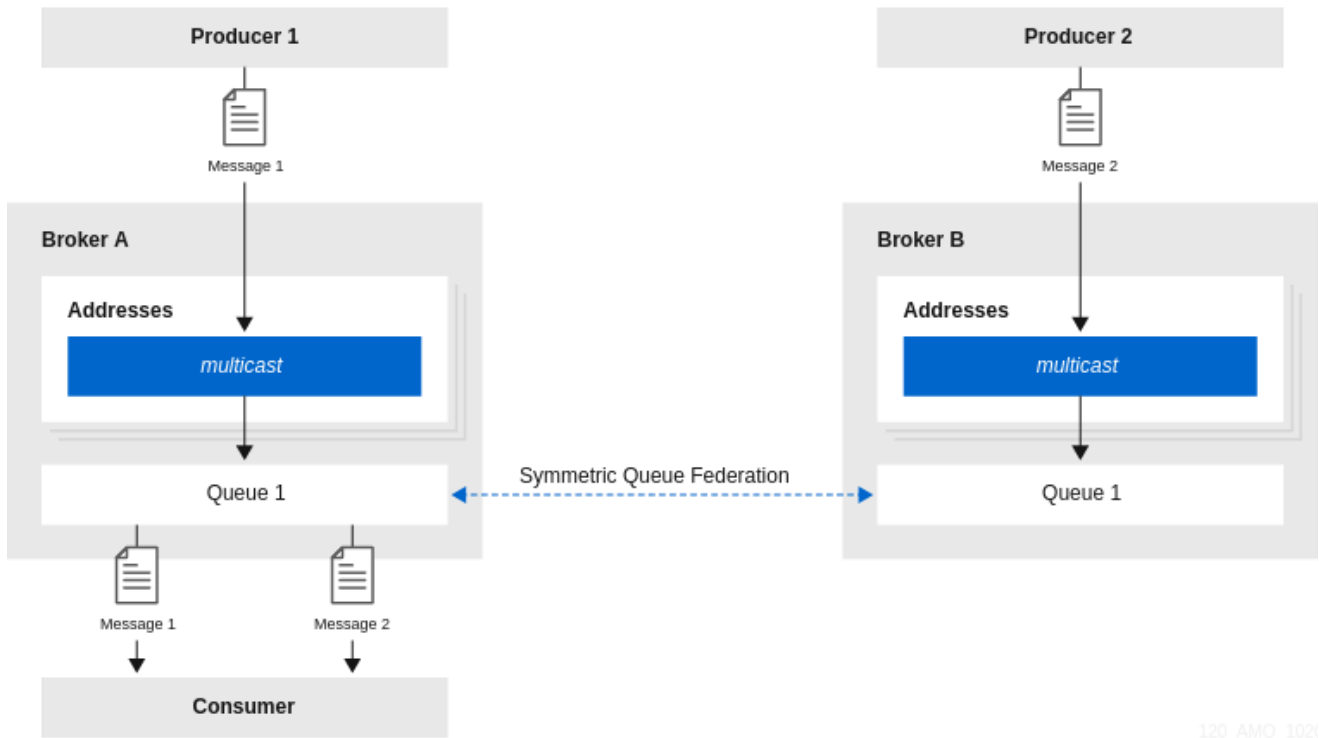 Producer 1
Producer 2
Message 1
Message 2
Broker A
Broker B
Addresses
Addresses
multicast
multicast
Symmetric Queue Federation
Queue 1
Queue 1
Message 1
Message 2
Consumer
120_AMQ_1020